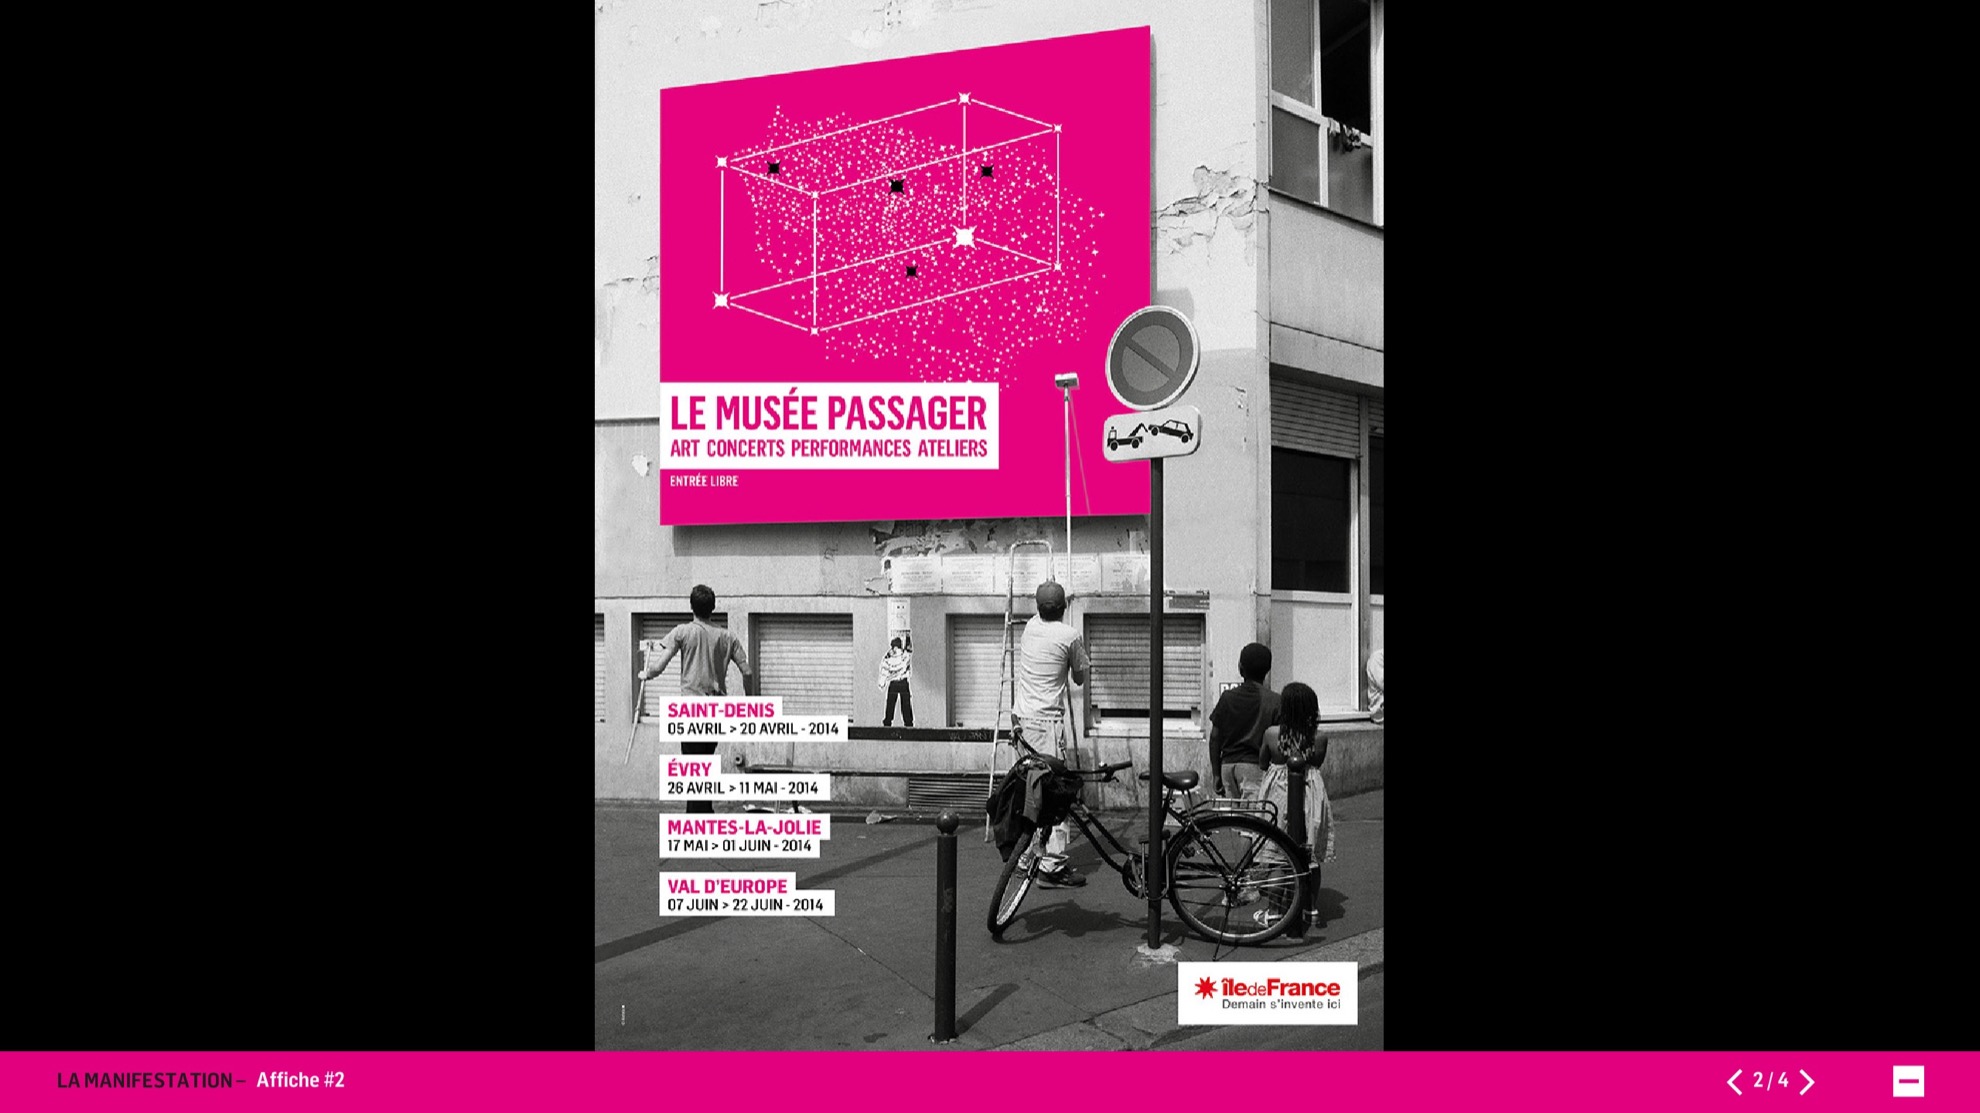 LE MUSÉE PASSAGER
ART CONCERTS PERFORMANCES ATELIERS
ENTRÉE LIBRE
SAINT-DENIS
05 AVRIL > 20 AVRIL - 2014
ÉVRY
26 AVRIL > 11 MAI - 2014
MANTES-LA-JOLIE
17 MAI > 01 JUIN - 2014
VAL D'EUROPE
07 JUIN > 22 JUIN - 2014
îledeFrance
Demain s'invente ici
LA MANIFESTATION – Affiche #2
2 / 4